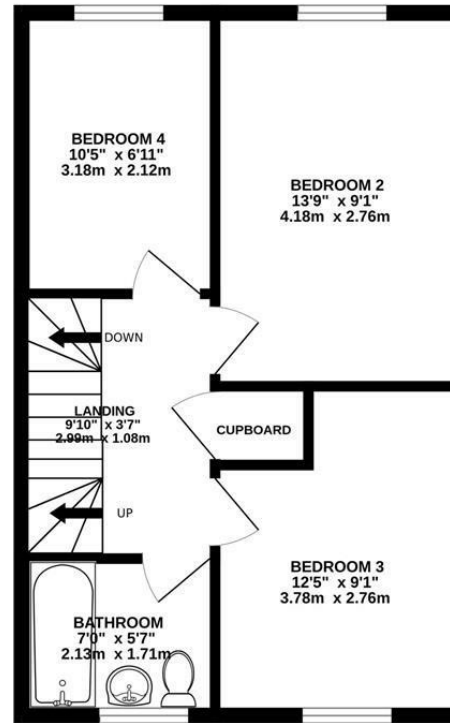 BEDROOM 4
10'5" x 6'11"
3.18m x 2.12m
BEDROOM 2
13'9" x 9'1"
4.18m x 2.76m
DOWN
LANDING
9'10" x 3'7"
2.99m x 1.08m
CUPBOARD
UP
BEDROOM 3
12'5" x 9'1"
3.78m x 2.76m
BATHROOM
7'0" x 5'7"
2.13m x 1.71m